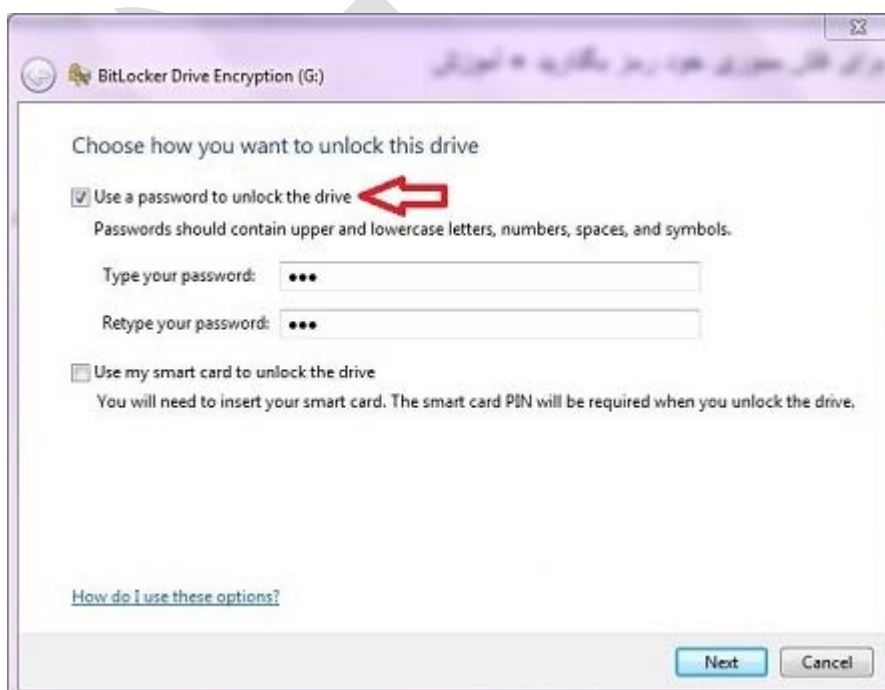 BitLocker Drive Encryption (G:)
Choose how you want to unlock this drive
Use a password to unlock the drive
Passwords should contain upper and lowercase letters, numbers, spaces, and symbols.
Type your password: •••
Retype your password: •••
Use my smart card to unlock the drive
You will need to insert your smart card. The smart card PIN will be required when you unlock the drive.
How do I use these options?
Next Cancel